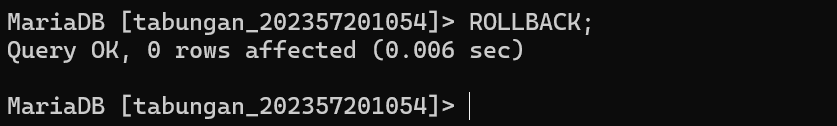 MariaDB [tabungan_202357201054]> ROLLBACK;
Query OK, 0 rows affected (0.006 sec)
MariaDB [tabungan_202357201054]>